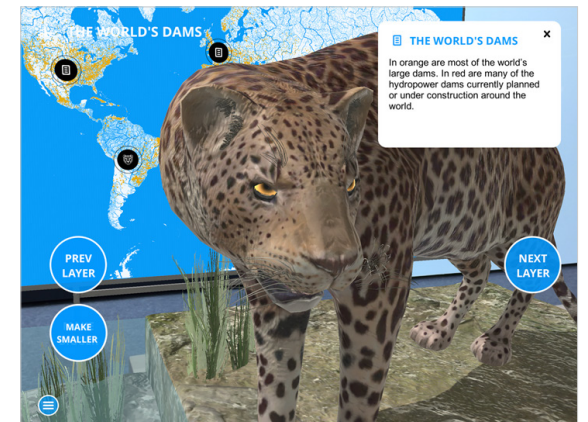 THE WORLD'S DAMS
x
THE WORLD'S DAMS
In orange are most of the world's
large dams. In red are many of the
hydropower dams currently planned
or under construction around the
world.
PREV
LAYER
NEXT
LAYER
MAKE
SMALLER